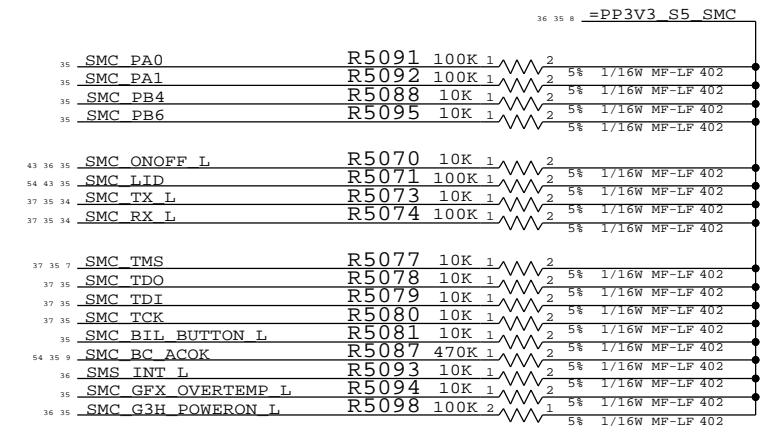 36 35 8 =PP3V3_S5_SMC
35 SMC_PA0 R5091 100K 1 2 5% 1/16W MF-LF 402
35 SMC_PA1 R5092 100K 1 2 5% 1/16W MF-LF 402
35 SMC_PB4 R5088 10K 1 2 5% 1/16W MF-LF 402
35 SMC_PB6 R5095 10K 1 2 5% 1/16W MF-LF 402
43 36 35 SMC_ONOFF_L R5070 10K 1 2 5% 1/16W MF-LF 402
54 43 35 SMC_LID R5071 100K 1 2 5% 1/16W MF-LF 402
37 35 34 SMC_TX_L R5073 10K 1 2 5% 1/16W MF-LF 402
37 35 34 SMC_RX_L R5074 100K 1 2 5% 1/16W MF-LF 402
37 35 7 SMC_TMS R5077 10K 1 2 5% 1/16W MF-LF 402
37 35 SMC_TDO R5078 10K 1 2 5% 1/16W MF-LF 402
37 35 SMC_TDI R5079 10K 1 2 5% 1/16W MF-LF 402
37 35 SMC_TCK R5080 10K 1 2 5% 1/16W MF-LF 402
35 SMC_BIL_BUTTON_L R5081 10K 1 2 5% 1/16W MF-LF 402
54 35 9 SMC_BC_ACOK R5087 470K 1 2 5% 1/16W MF-LF 402
36 SMS_INT_L R5093 10K 1 2 5% 1/16W MF-LF 402
35 SMC_GFX_OVERTEMP_L R5094 10K 1 2 5% 1/16W MF-LF 402
36 35 SMC_G3H_POWERON_L R5098 100K 2 1 5% 1/16W MF-LF 402